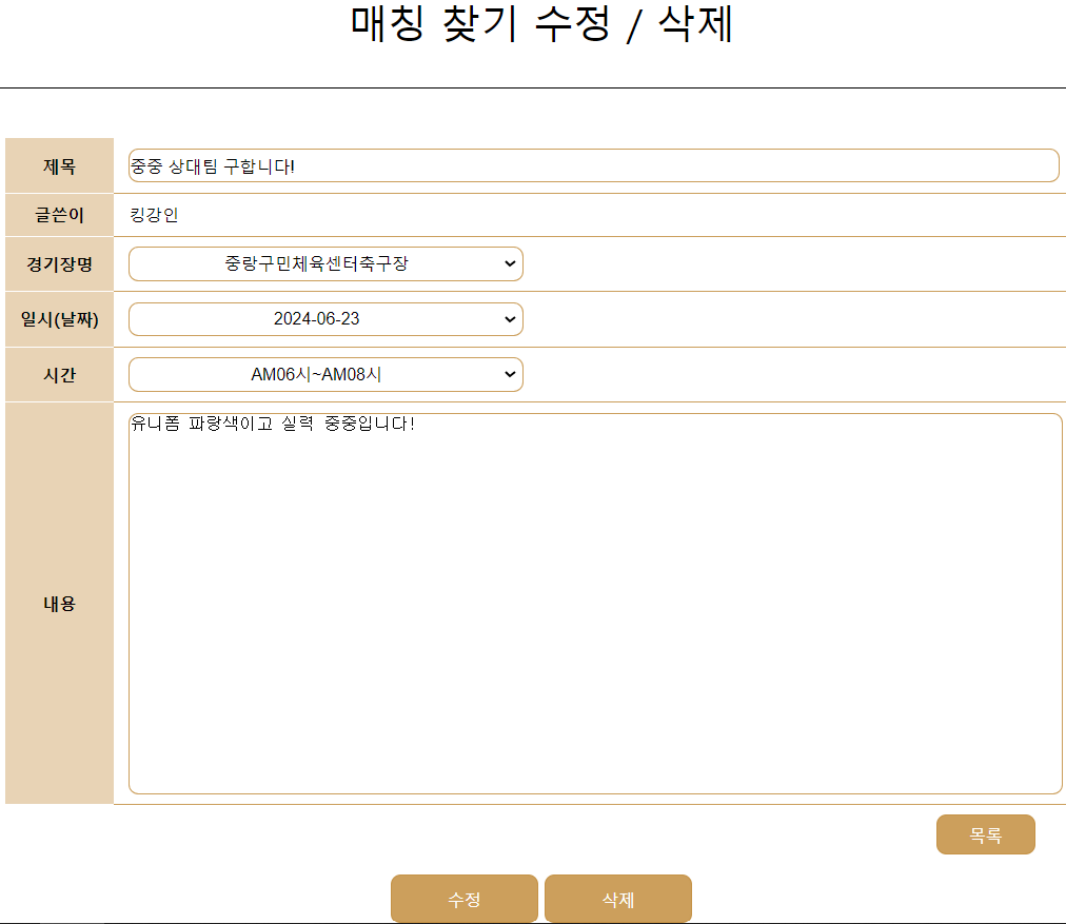 매칭 찾기 수정 / 삭제
제목 중중 상대팀 구합니다!
글쓴이 킹강인
경기장명 중랑구민체육센터축구장
일시(날짜) 2024-06-23
시간 AM06시~AM08시
내용 유니폼 파랑색이고 실력 중중입니다!
목록
수정 삭제